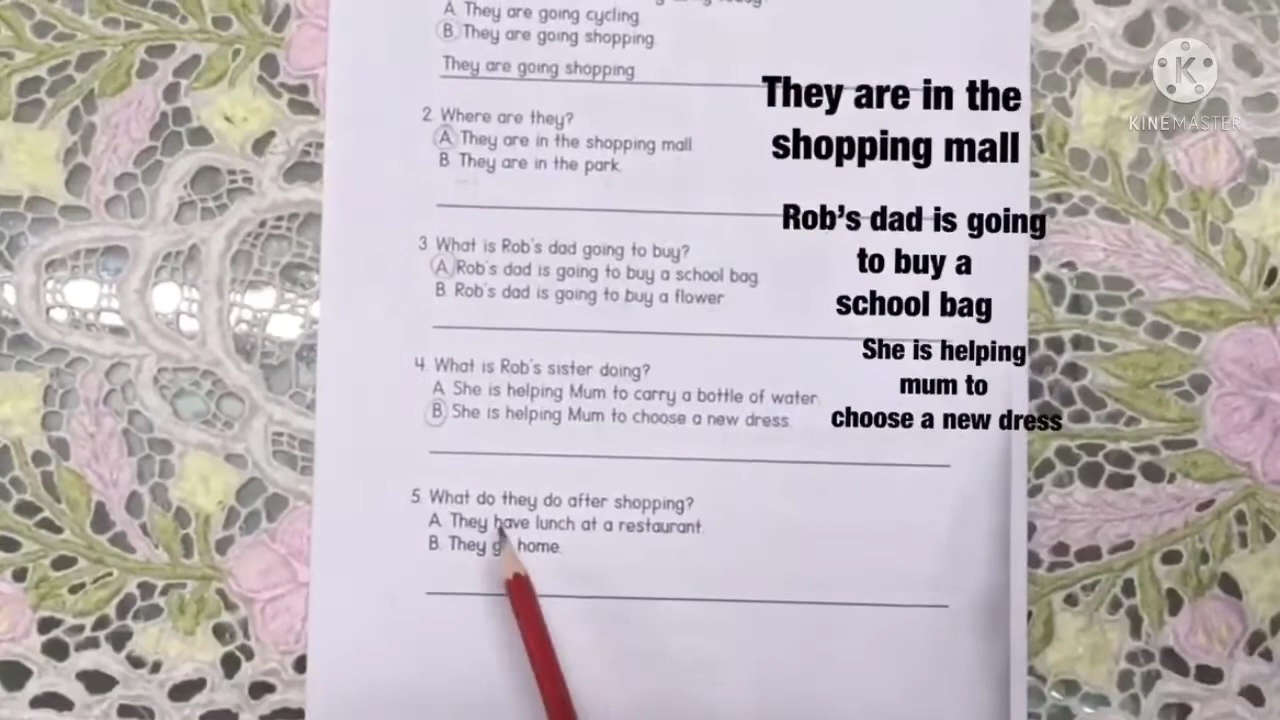 A. They are going cycling
B. They are going shopping
They are going shopping
2. Where are they?
A. They are in the shopping mall
B. They are in the park.
3 What is Rob's dad going to buy?
A. Rob's dad is going to buy a school bag
B. Rob's dad is going to buy a flower
4. What is Rob's sister doing?
A She is helping Mum to carry a bottle of water.
B) She is helping Mum to choose a new dress.
5. What do they do after shopping?
A. They have lunch at a restaurant.
B. They home.
They are in the
shopping mall
Rob's dad is going
to buy a
school bag
She is helping
mum to
choose a new dress
K
KINEMASTER